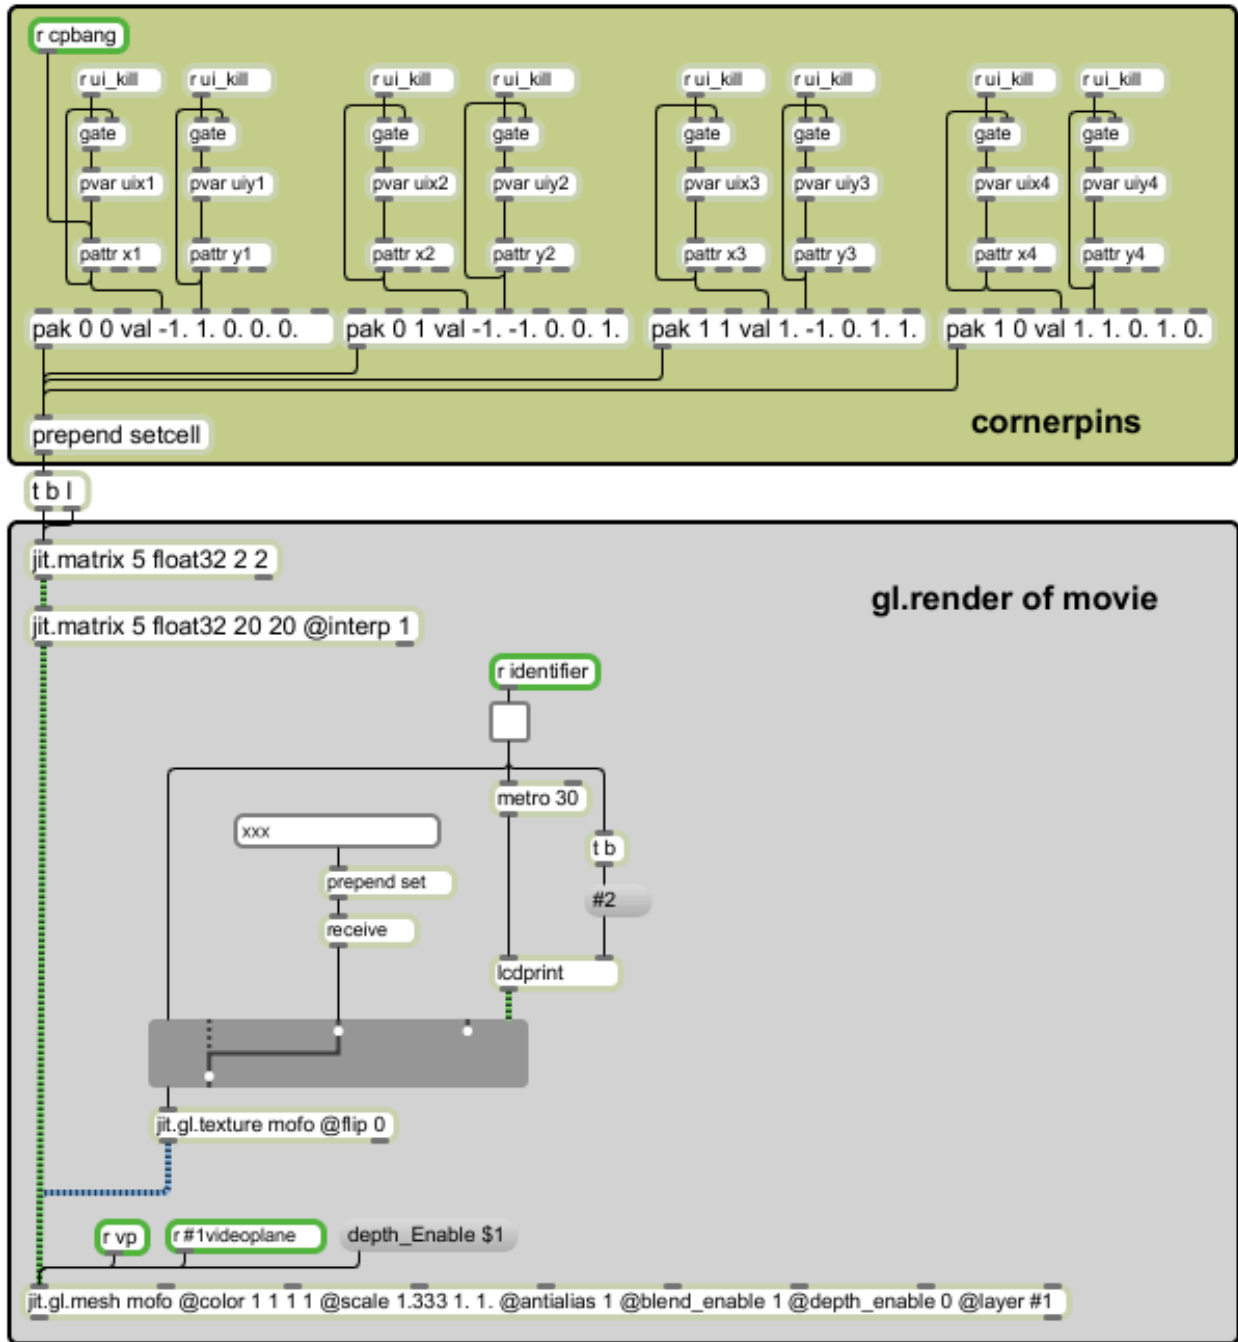 r cpbang
r ui_kill r ui_kill r ui_kill r ui_kill r ui_kill r ui_kill r ui_kill r ui_kill
gate gate gate gate gate gate gate gate
pvar uix1 pvar uiy1 pvar uix2 pvar uiy2 pvar uix3 pvar uiy3 pvar uix4 pvar uiy4
pattr x1 pattr y1 pattr x2 pattr y2 pattr x3 pattr y3 pattr x4 pattr y4
pak 0 0 val -1. 1. 0. 0. 0. pak 0 1 val -1. -1. 0. 0. 1. pak 1 1 val 1. -1. 0. 1. 1. pak 1 0 val 1. 1. 0. 1. 0.
cornerpins
prepend setcell
t b l
jit.matrix 5 float32 2 2
gl.render of movie
jit.matrix 5 float32 20 20 @interp 1
r identifier
metro 30
xxx
t b
prepend set
#2
receive
lcdprint
jit.gl.texture mofo @flip 0
r vp r #1videoplane depth_Enable $1
jit.gl.mesh mofo @color 1 1 1 1 @scale 1.333 1. 1. @antialias 1 @blend_enable 1 @depth_enable 0 @layer #1